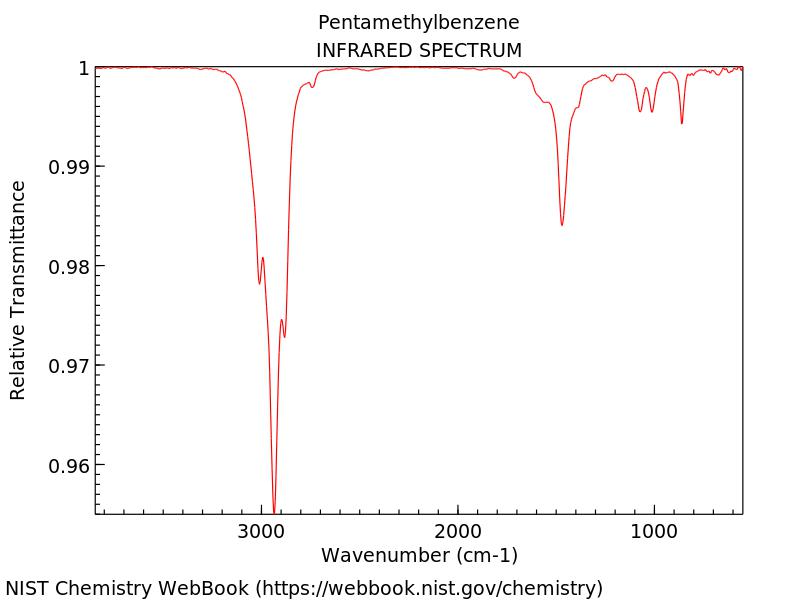 Pentamethylbenzene
INFRARED SPECTRUM
1
0.99
0.98
0.97
0.96
Relative Transmittance
3000 2000 1000
Wavenumber (cm-1)
NIST Chemistry WebBook (https://webbook.nist.gov/chemistry)